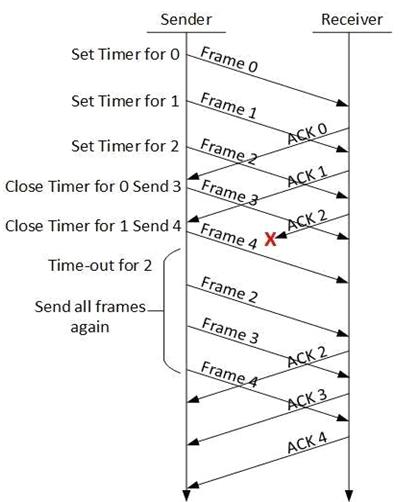 Sender
Receiver
Set Timer for 0
Frame 0
Set Timer for 1
Frame 1
ACK 0
Set Timer for 2
Frame 2
ACK 1
Close Timer for 0 Send 3
Frame 3
ACK 2
X
Close Timer for 1 Send 4
Frame 4
Time-out for 2
Send all frames
again
Frame 2
Frame 3
ACK 2
Frame 4
ACK 3
ACK 4